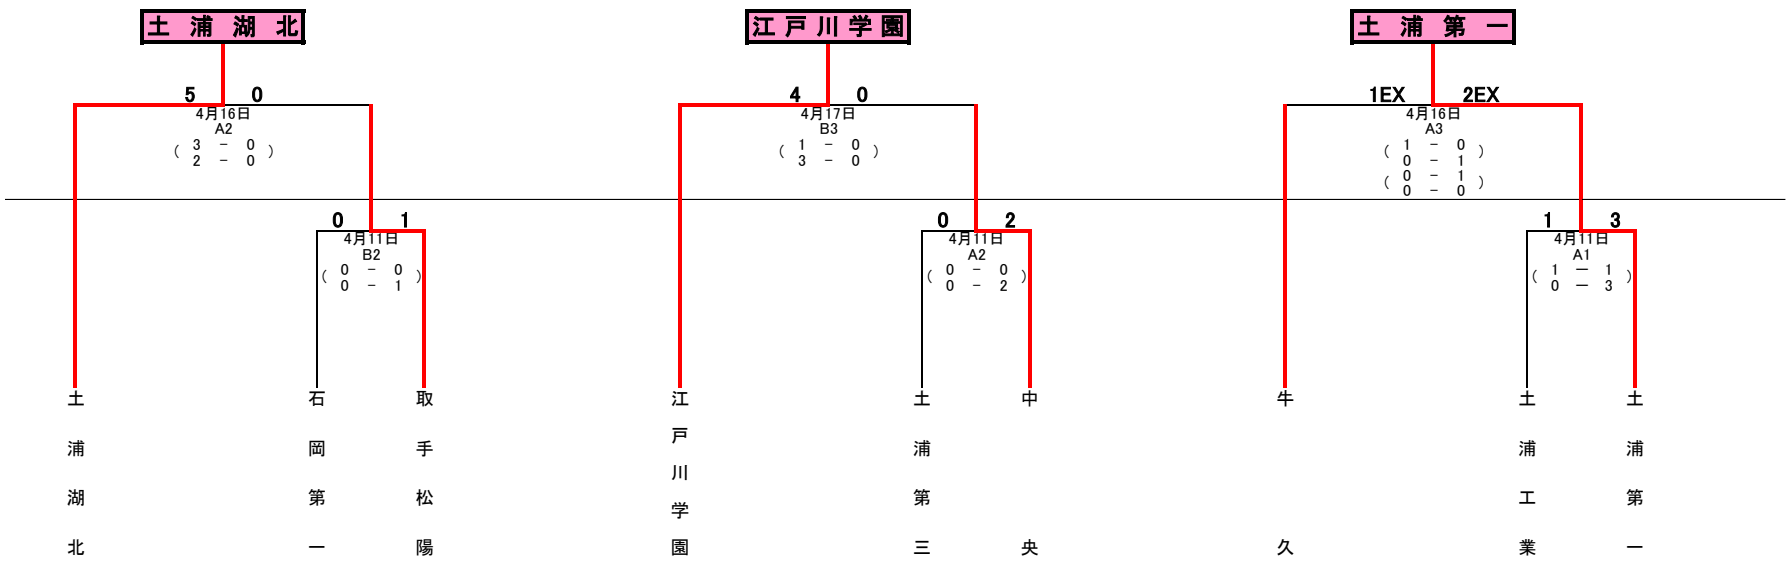 土浦湖北 江戸川学園 土浦第一
5 0 4 0 1EX 2EX
4月16日 4月17日 4月16日
A2 B3 A3
( 3 - 0 ) ( 1 - 0 ) ( 1 - 0 )
2 - 0 3 - 0 0 - 1
( 0 - 1 )
0 - 0
0 1 0 2 1 3
4月11日 4月11日 4月11日
B2 A2 A1
( 0 - 0 ) ( 0 - 0 ) ( 1 ー 1 )
0 - 1 0 - 2 0 ー 3
土浦湖北
石岡第一
取手松陽
江戸川学園
土浦第三
中央
牛久
土浦工業
土浦第一